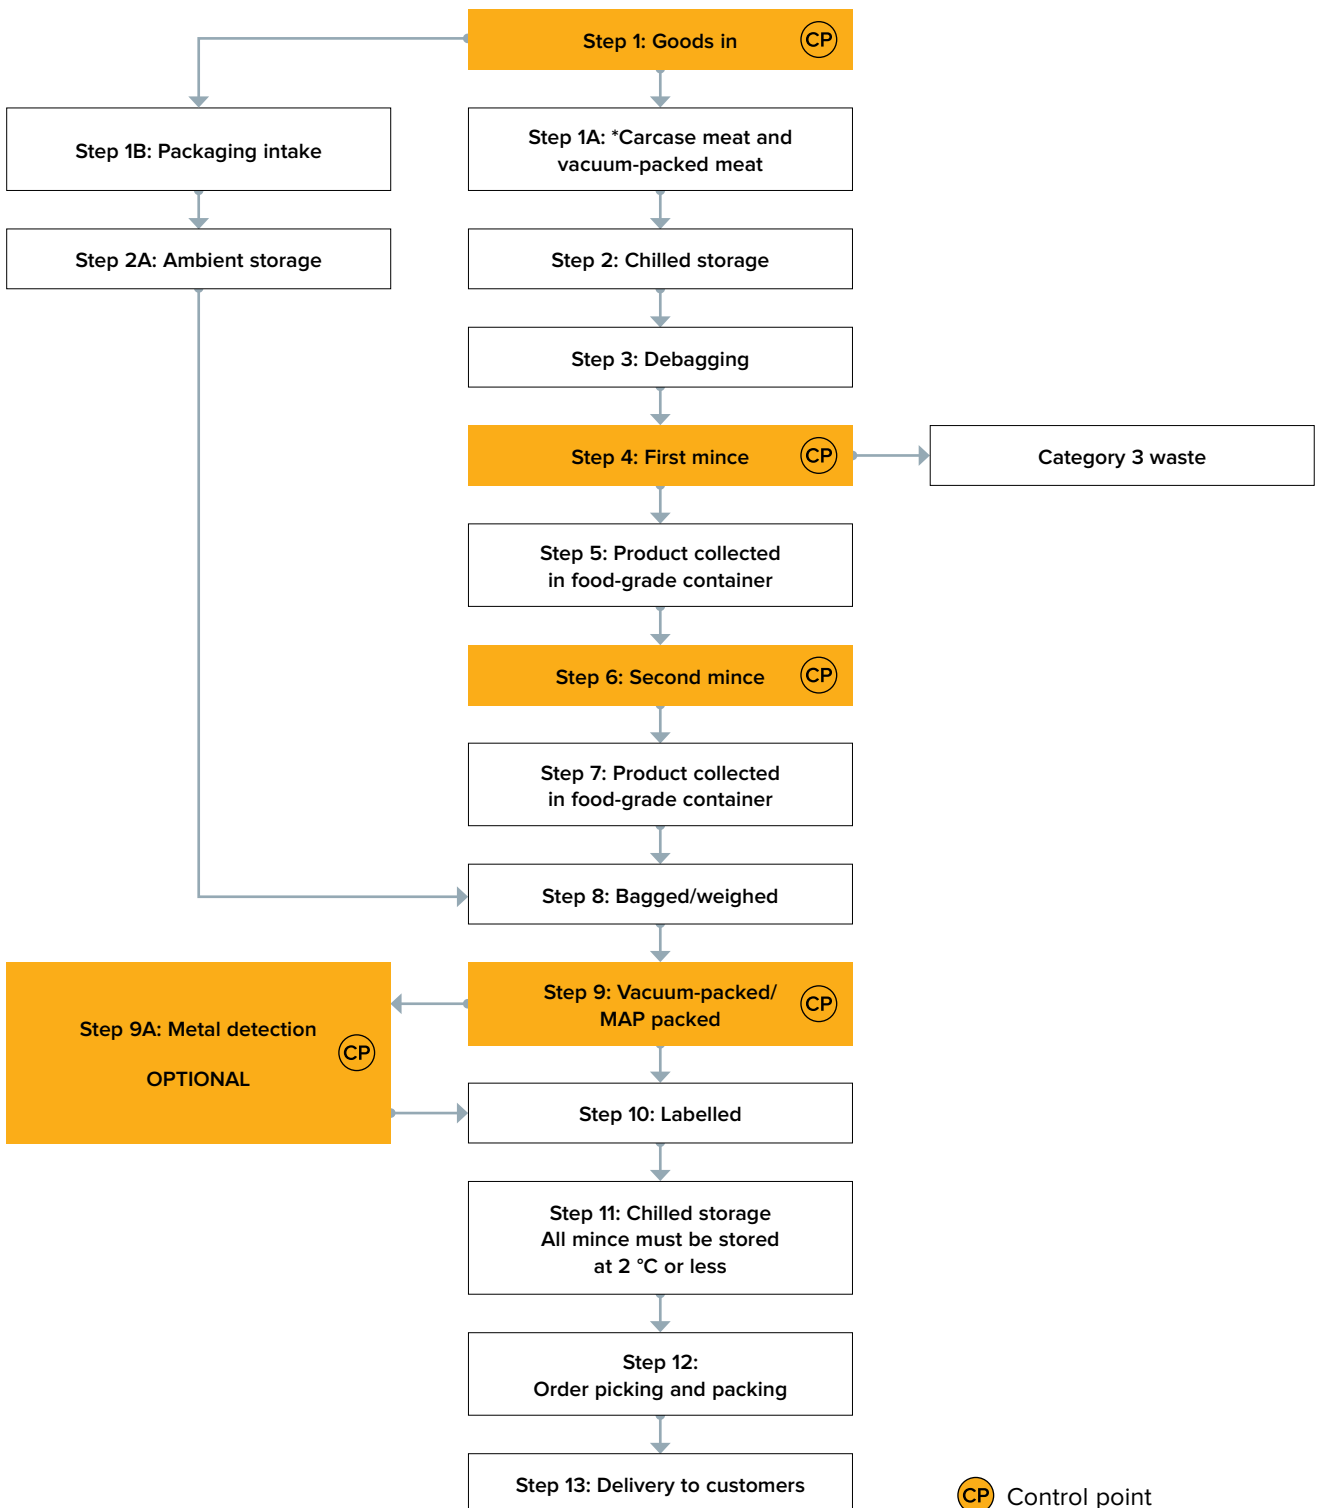 Step 1: Goods in
CP
Step 1B: Packaging intake
Step 1A: *Carcase meat and
vacuum-packed meat
Step 2A: Ambient storage
Step 2: Chilled storage
Step 3: Debagging
Step 4: First mince
CP
Category 3 waste
Step 5: Product collected
in food-grade container
Step 6: Second mince
CP
Step 7: Product collected
in food-grade container
Step 8: Bagged/weighed
Step 9: Vacuum-packed/
MAP packed
CP
Step 9A: Metal detection
OPTIONAL
CP
Step 10: Labelled
Step 11: Chilled storage
All mince must be stored
at 2 °C or less
Step 12:
Order picking and packing
Step 13: Delivery to customers
CP Control point